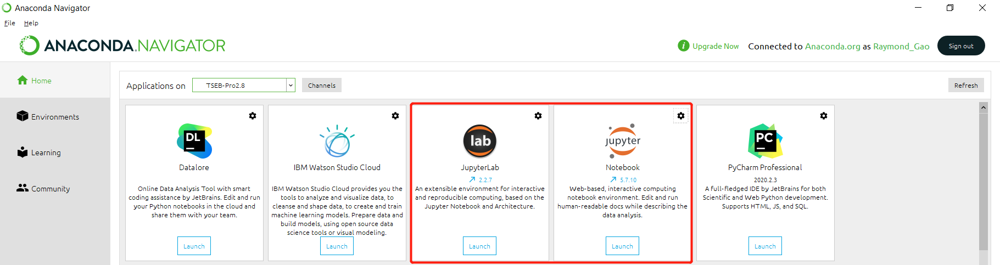 Anaconda Navigator
File Help
ANACONDA.NAVIGATOR
i Upgrade Now Connected to Anaconda.org as Raymond_Gao Sign out
Home
Environments
Learning
Community
Applications on TSEB-Pro2.8 Channels Refresh
DL
Datalore
Online Data Analysis Tool with smart
coding assistance by JetBrains. Edit and run
your Python notebooks in the cloud and
share them with your team.
Launch
IBM Watson Studio Cloud
IBM Watson Studio Cloud provides you the
tools to analyze and visualize data, to
cleanse and shape data, to create and train
machine learning models. Prepare data and
build models, using open source data
science tools or visual modeling.
Launch
lab
JupyterLab
2.2.7
An extensible environment for interactive
and reproducible computing, based on the
Jupyter Notebook and Architecture.
Launch
jupyter
Notebook
5.7.10
Web-based, interactive computing
notebook environment. Edit and run
human-readable docs while describing the
data analysis.
Launch
PC
PyCharm Professional
2020.2.3
A full-fledged IDE by JetBrains for both
Scientific and Web Python development.
Supports HTML, JS, and SQL.
Launch